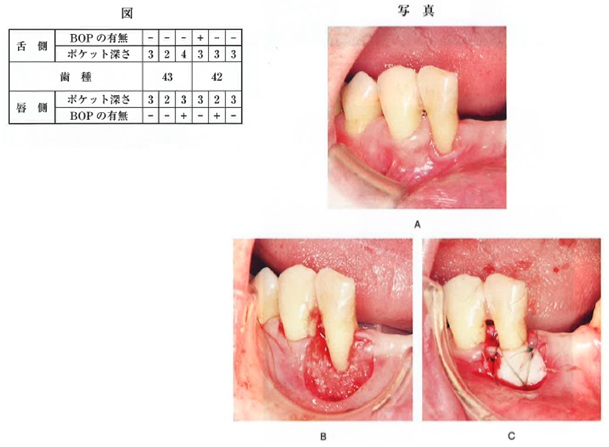 図
舌側 BOPの有無 − − − + − −
ポケット深さ 3 2 4 3 3 3
歯種 43 42
唇側 ポケット深さ 3 2 3 3 2 3
BOPの有無 − − + − + −
写真
A
B
C